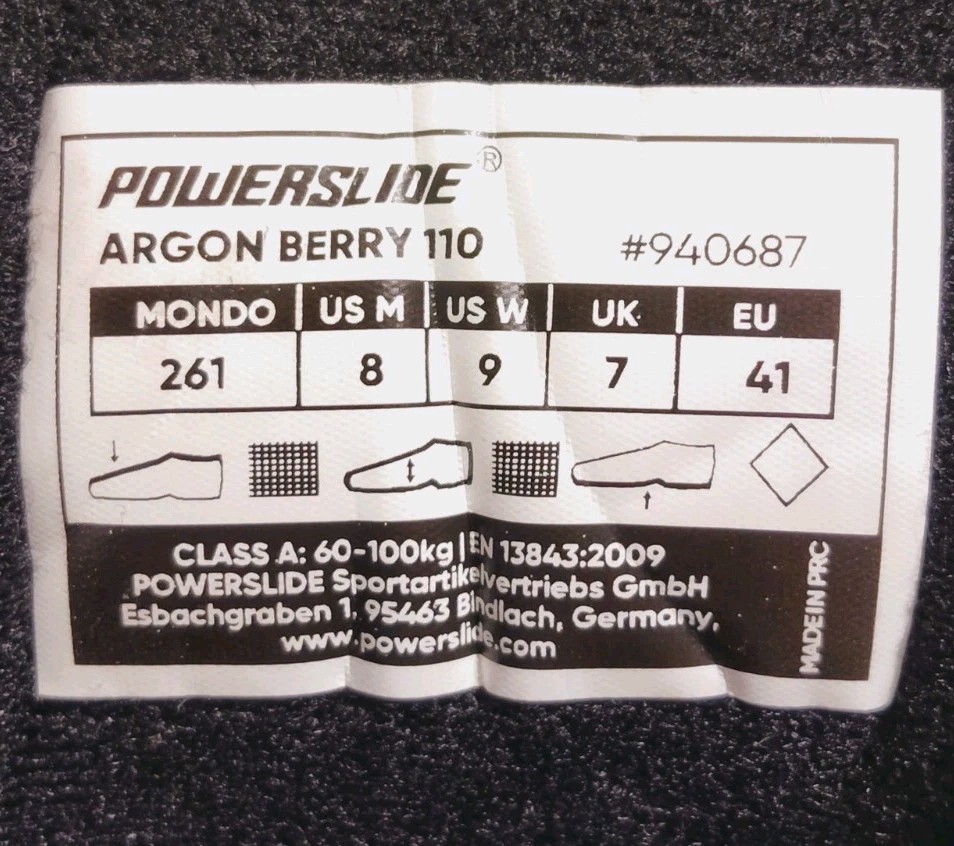 POWERSLIDE®
ARGON BERRY 110 #940687
MONDO US M US W UK EU
261 8 9 7 41
CLASS A: 60-100kg | EN 13843:2009
POWERSLIDE Sportartikelvertriebs GmbH
Esbachgraben 1, 95463 Bindlach, Germany,
www.powerslide.com
MADE IN PRC